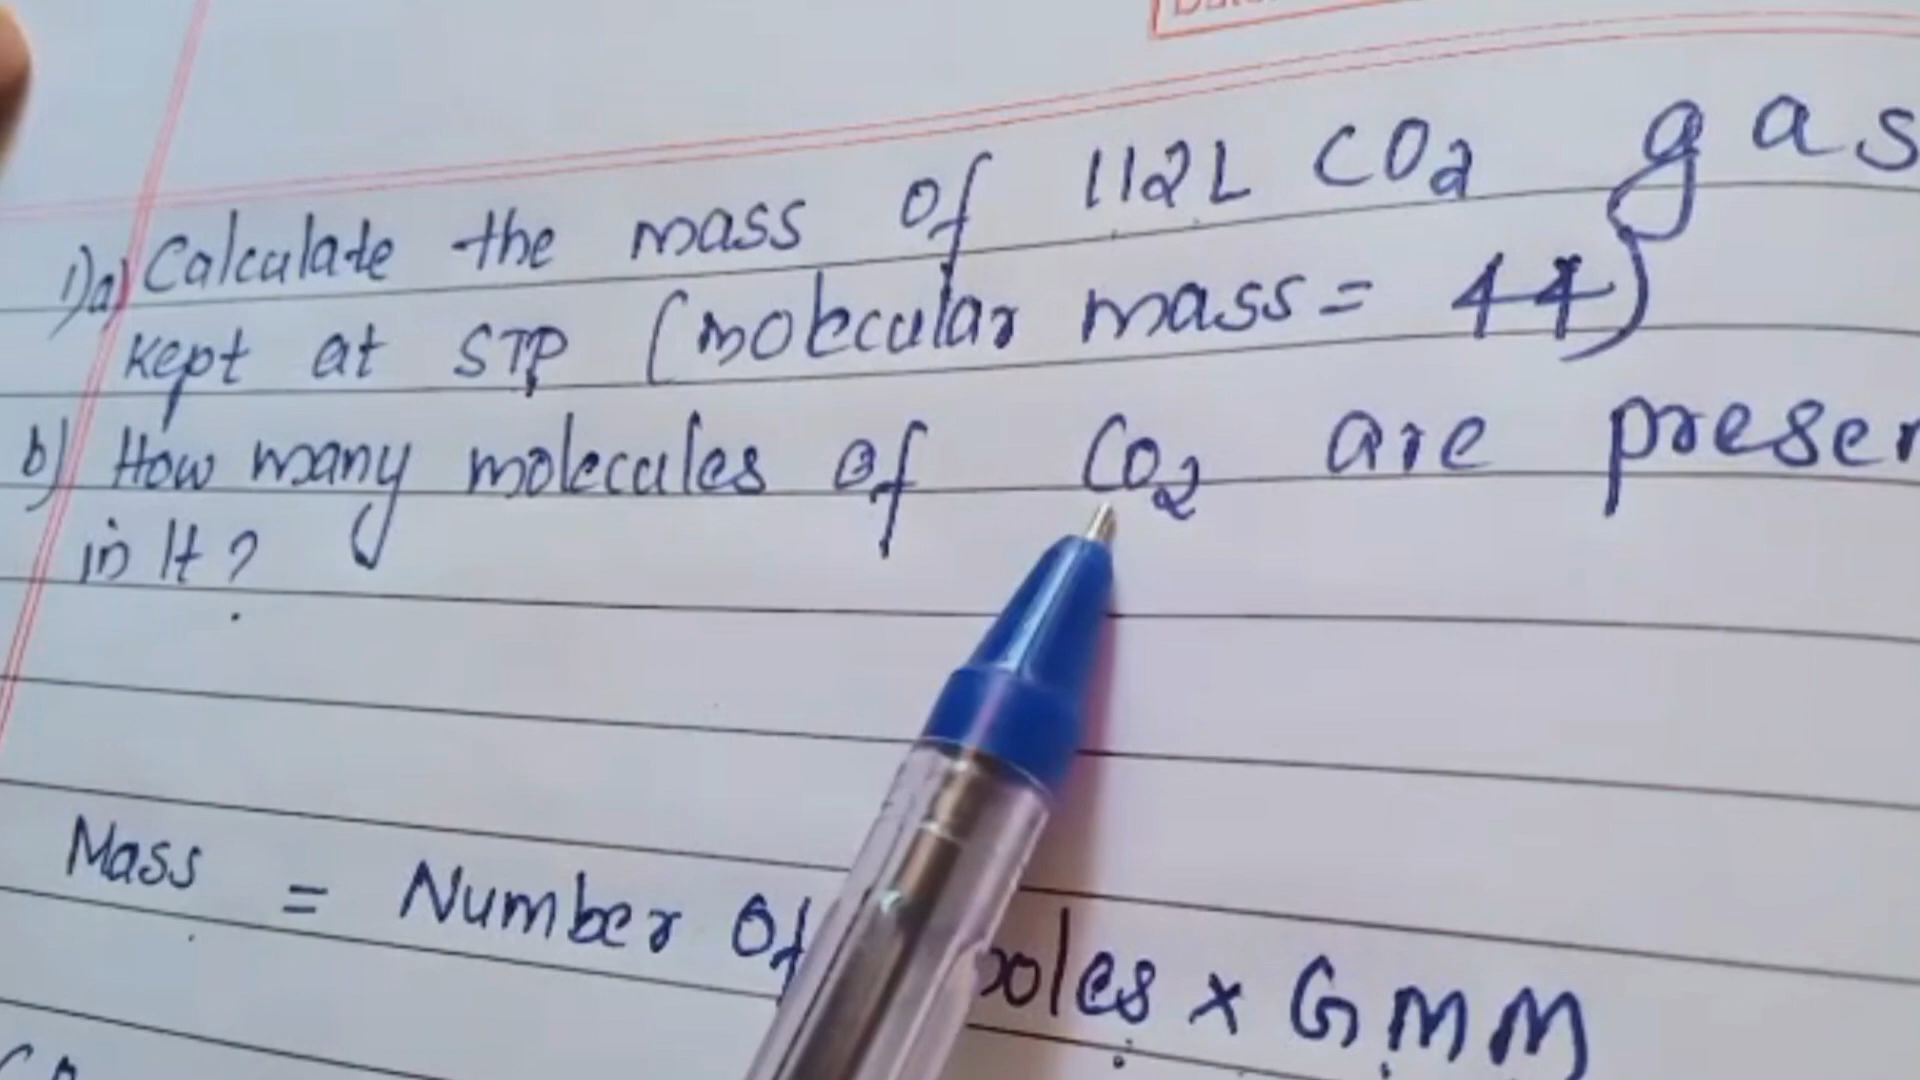 1)a) Calculate the mass of 112L CO2 gas
kept at STP (molecular mass = 44)
b) How many molecules of CO2 are presen
in It ?
Mass = Number of moles × GMM